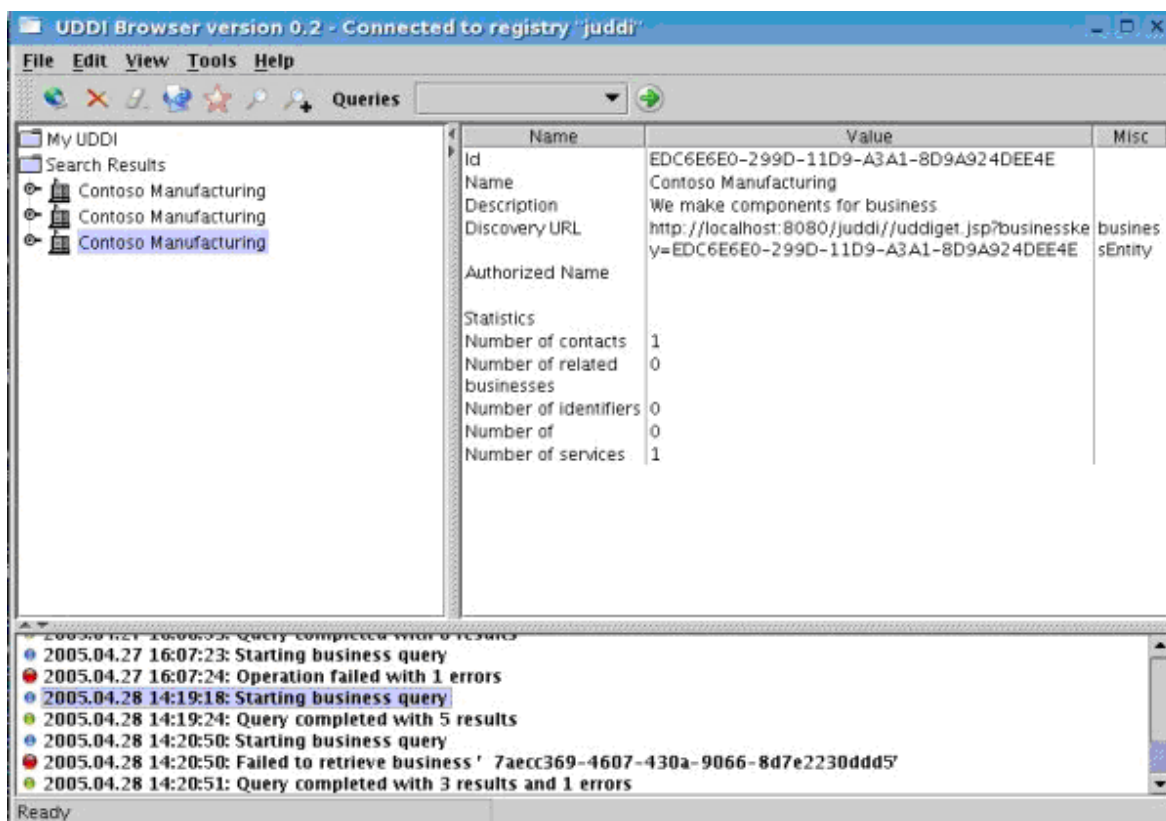 UDDI Browser version 0.2 - Connected to registry "juddi"
File Edit View Tools Help
Queries
My UDDI
Search Results
Contoso Manufacturing
Contoso Manufacturing
Contoso Manufacturing
Name Value Misc
Id EDC6E6E0-299D-11D9-A3A1-8D9A924DEE4E
Name Contoso Manufacturing
Description We make components for business
Discovery URL http://localhost:8080/juddi//uddiget.jsp?businesske busines
y=EDC6E6E0-299D-11D9-A3A1-8D9A924DEE4E sEntity
Authorized Name
Statistics
Number of contacts 1
Number of related 0
businesses
Number of identifiers 0
Number of 0
Number of services 1
Query completed with results
2005.04.27 16:07:23: Starting business query
2005.04.27 16:07:24: Operation failed with 1 errors
2005.04.28 14:19:18: Starting business query
2005.04.28 14:19:24: Query completed with 5 results
2005.04.28 14:20:50: Starting business query
2005.04.28 14:20:50: Failed to retrieve business ' 7aecc369-4607-430a-9066-8d7e2230ddd5'
2005.04.28 14:20:51: Query completed with 3 results and 1 errors
Ready